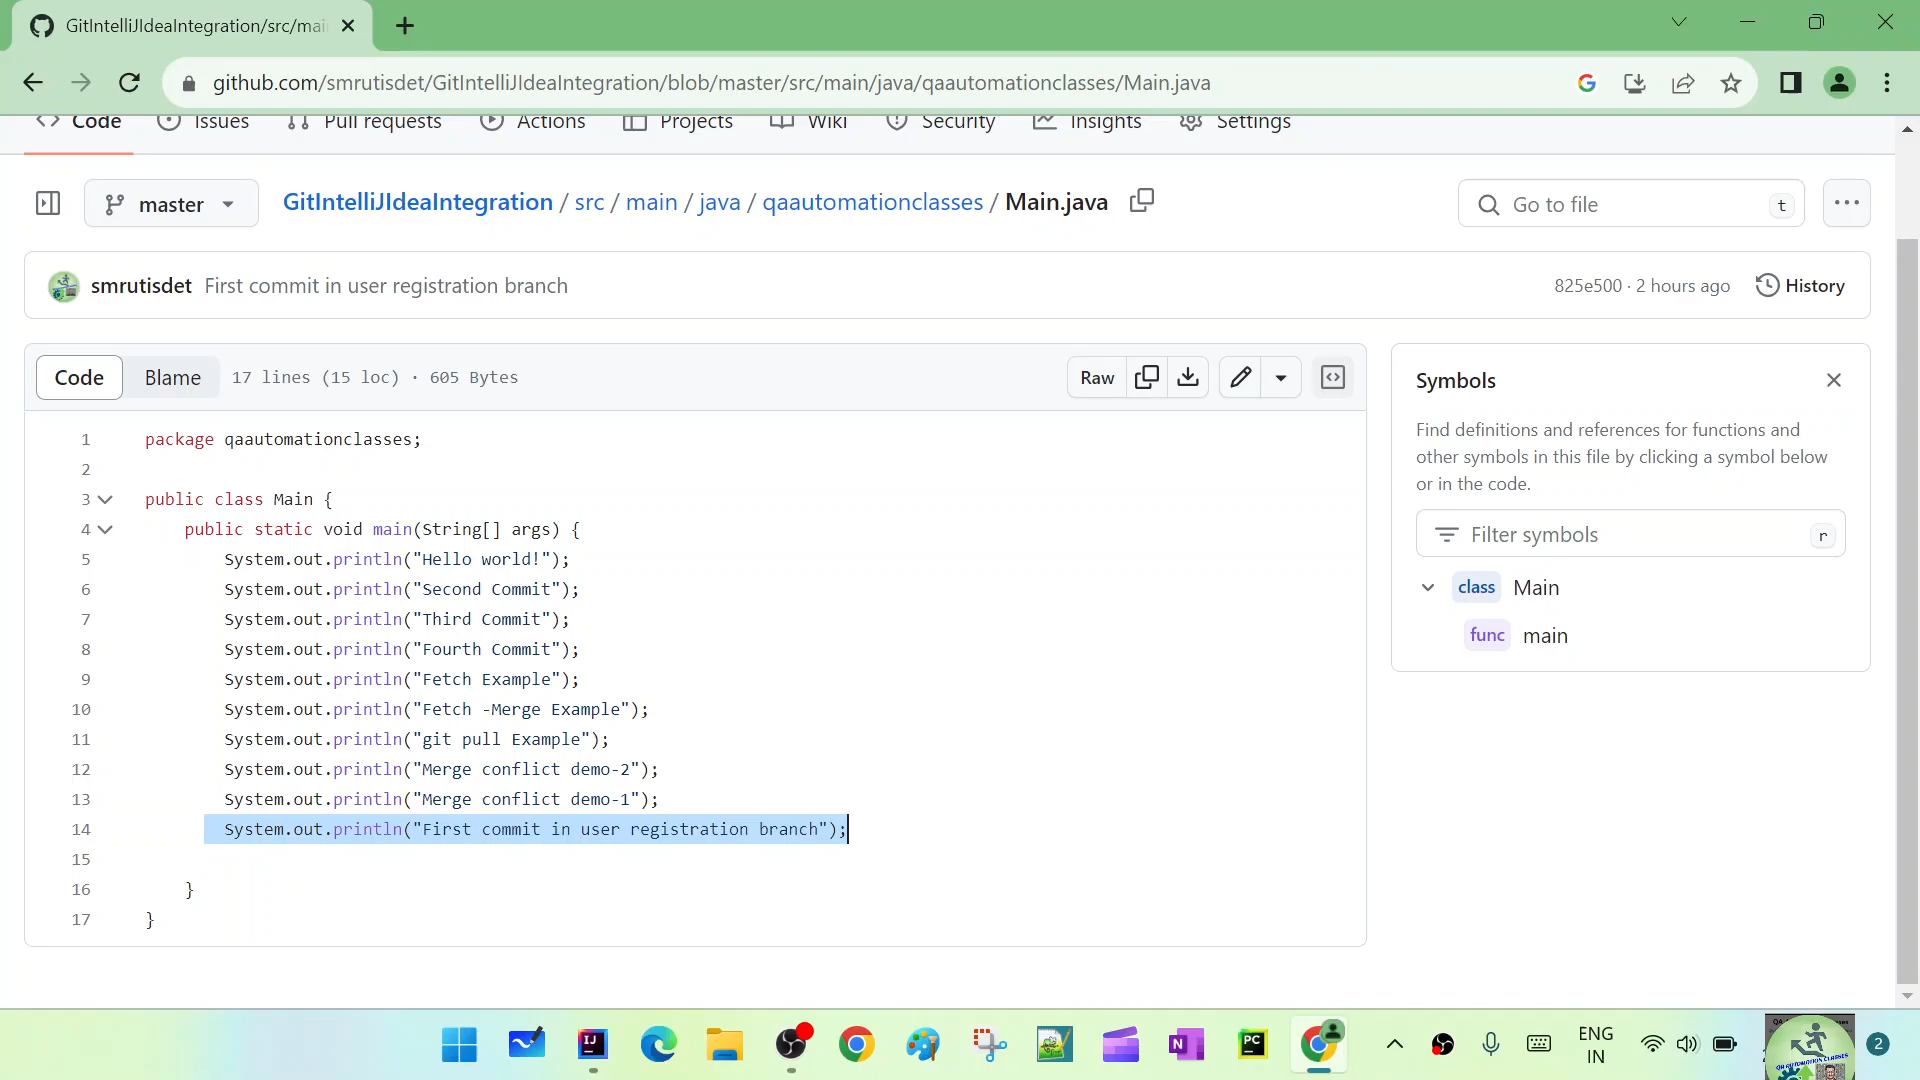 GitIntelliJIdeaIntegration/src/mai
github.com/smrutisdet/GitIntelliJIdeaIntegration/blob/master/src/main/java/qaautomationclasses/Main.java
Code Issues Pull requests Actions Projects Wiki Security Insights Settings
master GitIntelliJIdeaIntegration / src / main / java / qaautomationclasses / Main.java Go to file t
smrutisdet First commit in user registration branch 825e500 · 2 hours ago History
Code Blame 17 lines (15 loc) · 605 Bytes Raw
1 package qaautomationclasses;
2
3 public class Main {
4 public static void main(String[] args) {
5 System.out.println("Hello world!");
6 System.out.println("Second Commit");
7 System.out.println("Third Commit");
8 System.out.println("Fourth Commit");
9 System.out.println("Fetch Example");
10 System.out.println("Fetch -Merge Example");
11 System.out.println("git pull Example");
12 System.out.println("Merge conflict demo-2");
13 System.out.println("Merge conflict demo-1");
14 System.out.println("First commit in user registration branch");
15
16 }
17 }
Symbols
Find definitions and references for functions and
other symbols in this file by clicking a symbol below
or in the code.
Filter symbols r
class Main
func main
IJ
N
PC
ENG
IN
QA AUTOMATION CLASSES
2